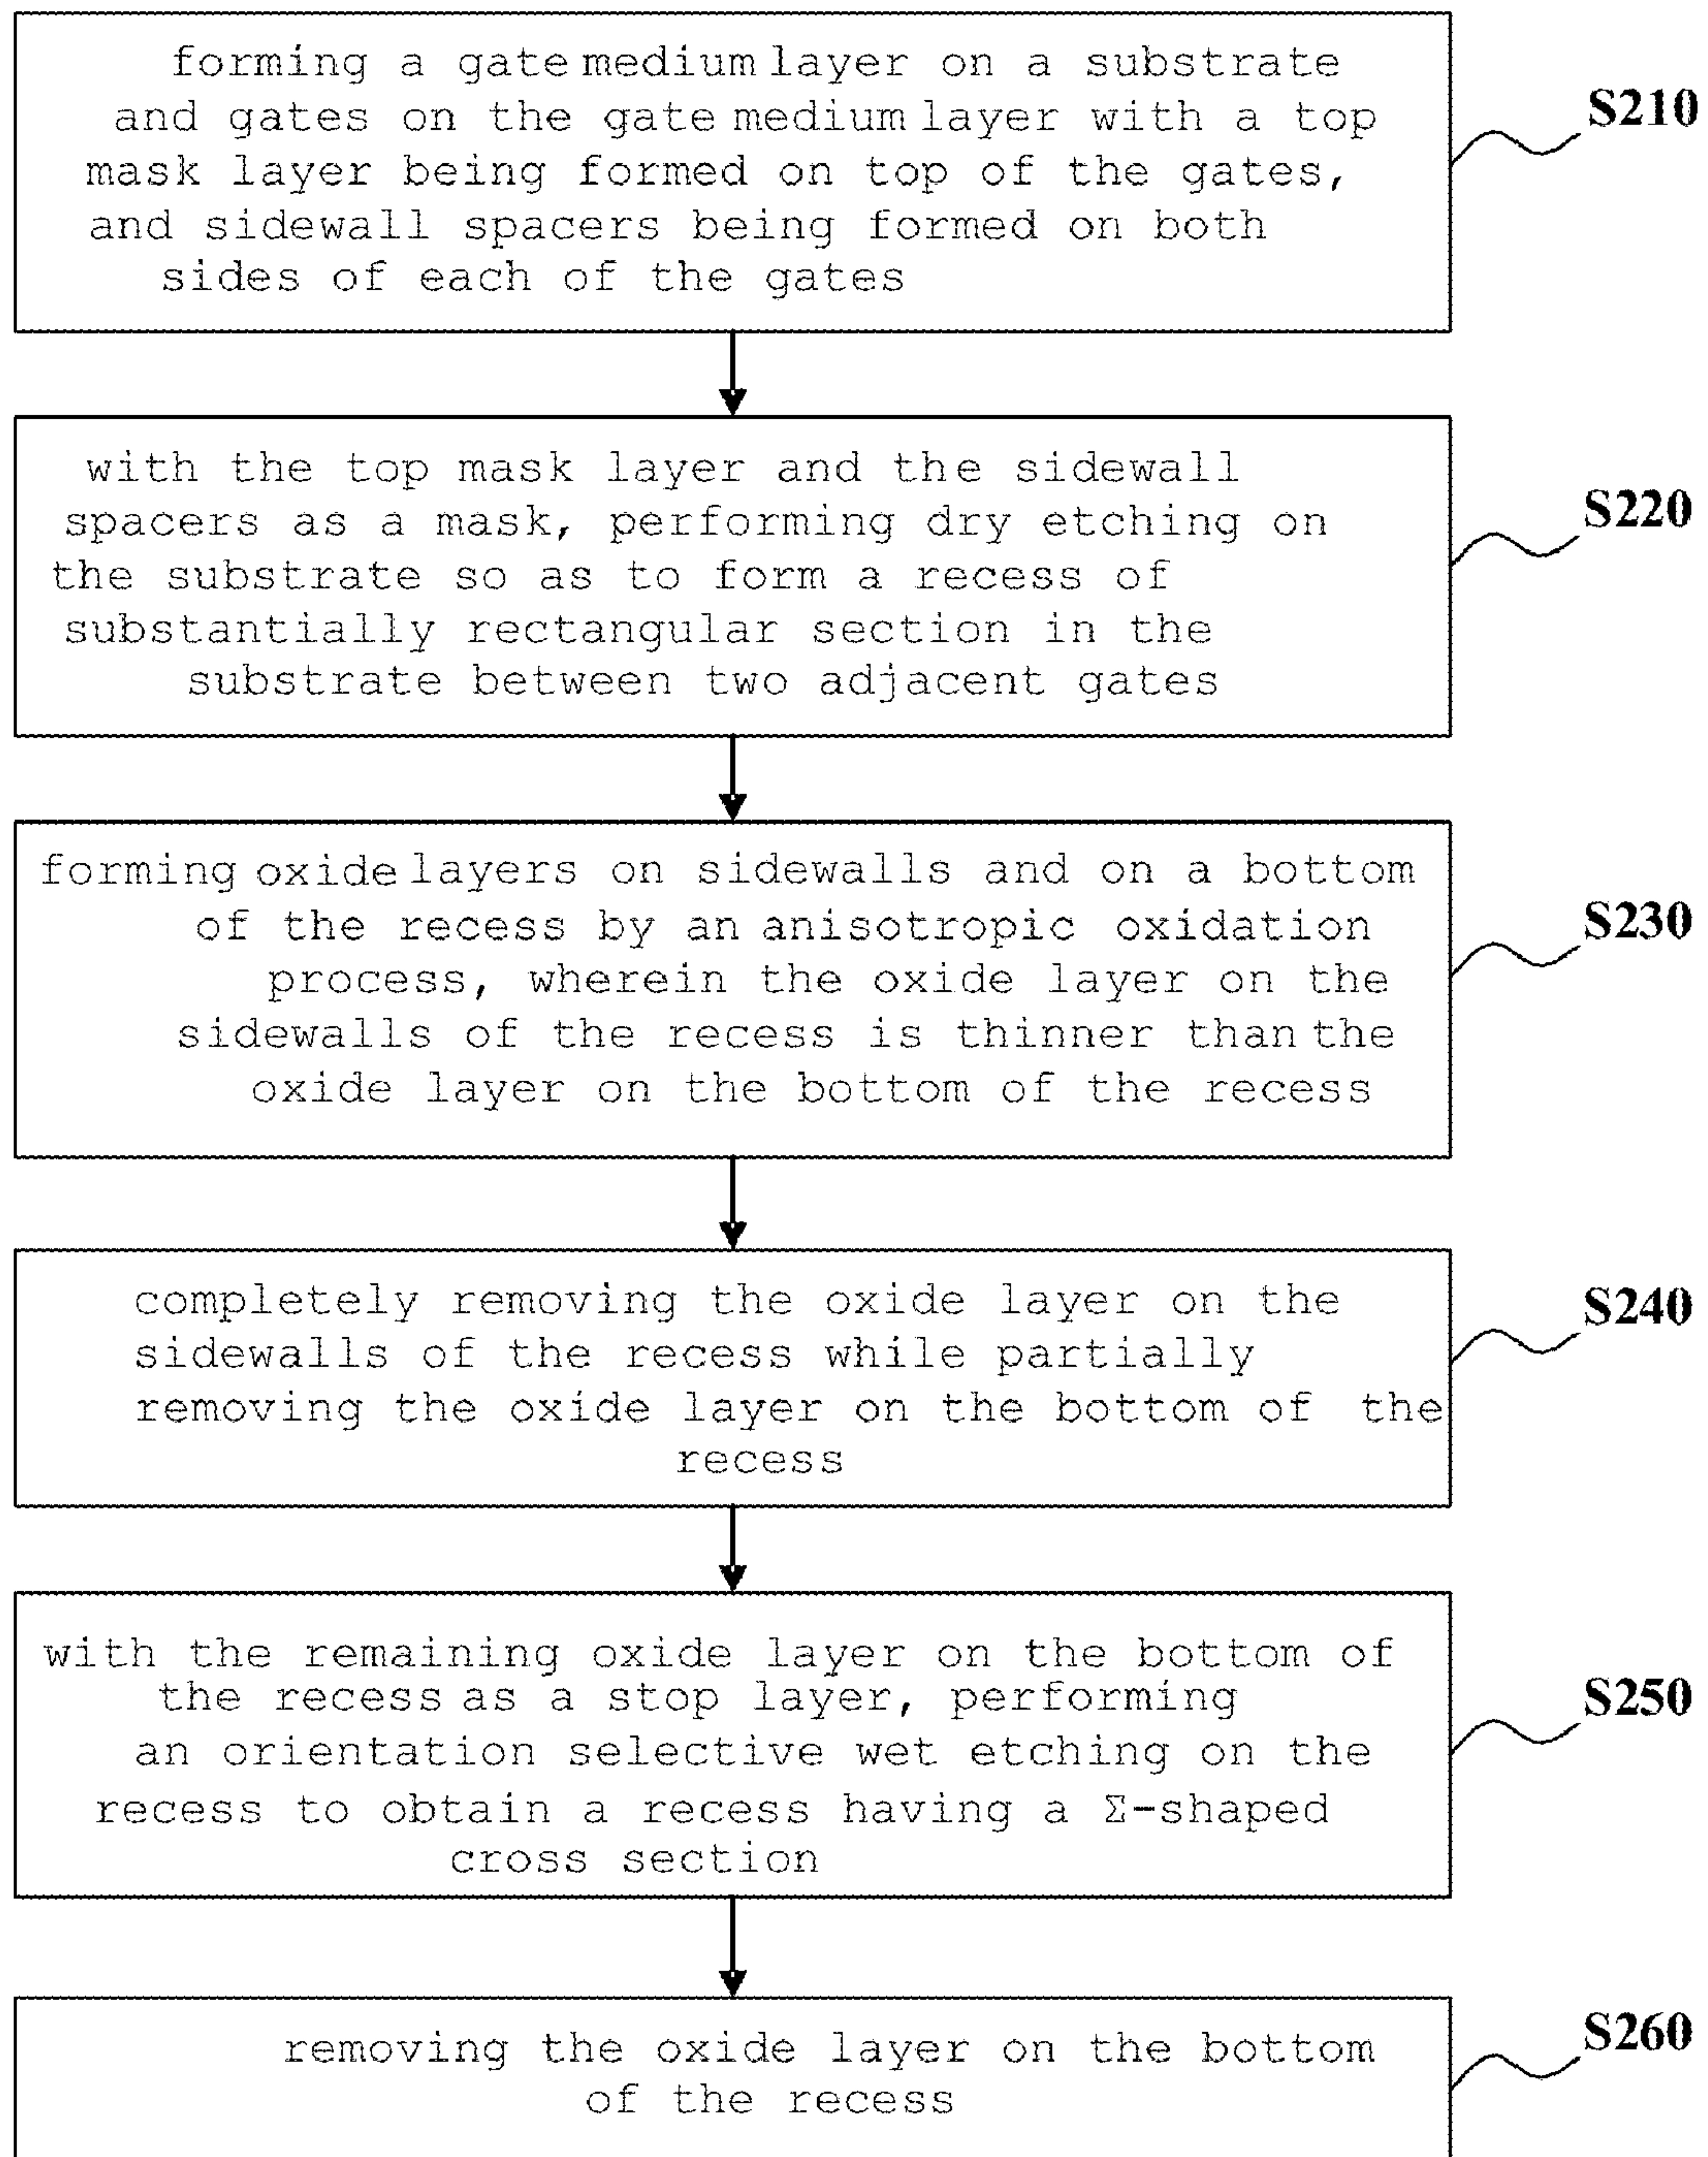 forming a gate medium layer on a substrate
and gates on the gate medium layer with a top
mask layer being formed on top of the gates,
and sidewall spacers being formed on both
sides of each of the gates
S210
with the top mask layer and the sidewall
spacers as a mask, performing dry etching on
the substrate so as to form a recess of
substantially rectangular section in the
substrate between two adjacent gates
S220
forming oxide layers on sidewalls and on a bottom
of the recess by an anisotropic oxidation
process, wherein the oxide layer on the
sidewalls of the recess is thinner than the
oxide layer on the bottom of the recess
S230
completely removing the oxide layer on the
sidewalls of the recess while partially
removing the oxide layer on the bottom of the
recess
S240
with the remaining oxide layer on the bottom of
the recess as a stop layer, performing
an orientation selective wet etching on the
recess to obtain a recess having a Σ-shaped
cross section
S250
removing the oxide layer on the bottom
of the recess
S260